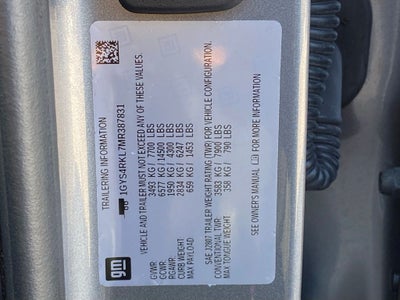 TRAILERING INFORMATION
1GYS4RKL7MR387831
VEHICLE AND TRAILER MUST NOT EXCEED ANY OF THESE VALUES.
GVWR: 3493 KG / 7700 LBS
GCWR: 6577 KG / 14500 LBS
RGAWR: 1950 KG / 4300 LBS
CURB WEIGHT: 2834 KG / 6247 LBS
MAX PAYLOAD: 659 KG / 1453 LBS
SAE J2807 TRAILER WEIGHT RATING (TWR) FOR VEHICLE CONFIGURATION.
CONVENTIONAL TWR: 3583 KG / 7900 LBS
MAX TONGUE WEIGHT: 358 KG / 790 LBS
SEE OWNER'S MANUAL FOR MORE INFORMATION
gm